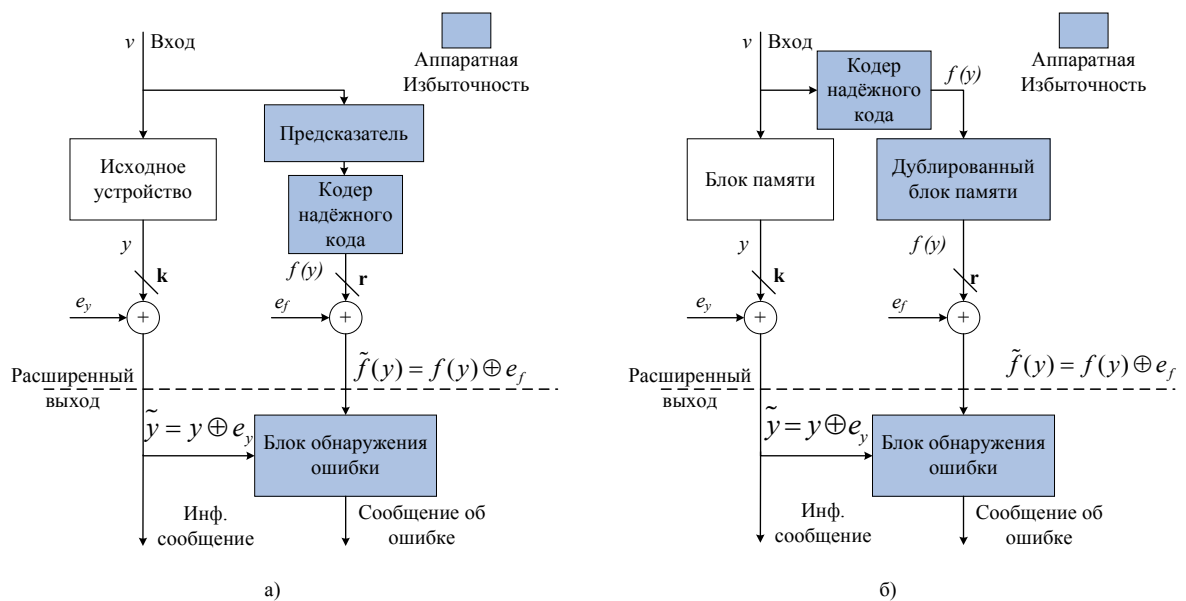 v Вход
Аппаратная
Избыточность
Предсказатель
Исходное
устройство
Кодер
надёжного
кода
y
k
f(y)
r
e_y
+
e_f
+
f̃(y) = f(y) ⊕ e_f
Расширенный
выход
ỹ = y ⊕ e_y
Блок обнаружения
ошибки
Инф.
сообщение
Сообщение об
ошибке
а)
v Вход
Кодер
надёжного
кода
f(y)
Аппаратная
Избыточность
Блок памяти
Дублированный
блок памяти
y
k
f(y)
r
e_y
+
e_f
+
f̃(y) = f(y) ⊕ e_f
Расширенный
выход
ỹ = y ⊕ e_y
Блок обнаружения
ошибки
Инф.
сообщение
Сообщение об
ошибке
б)